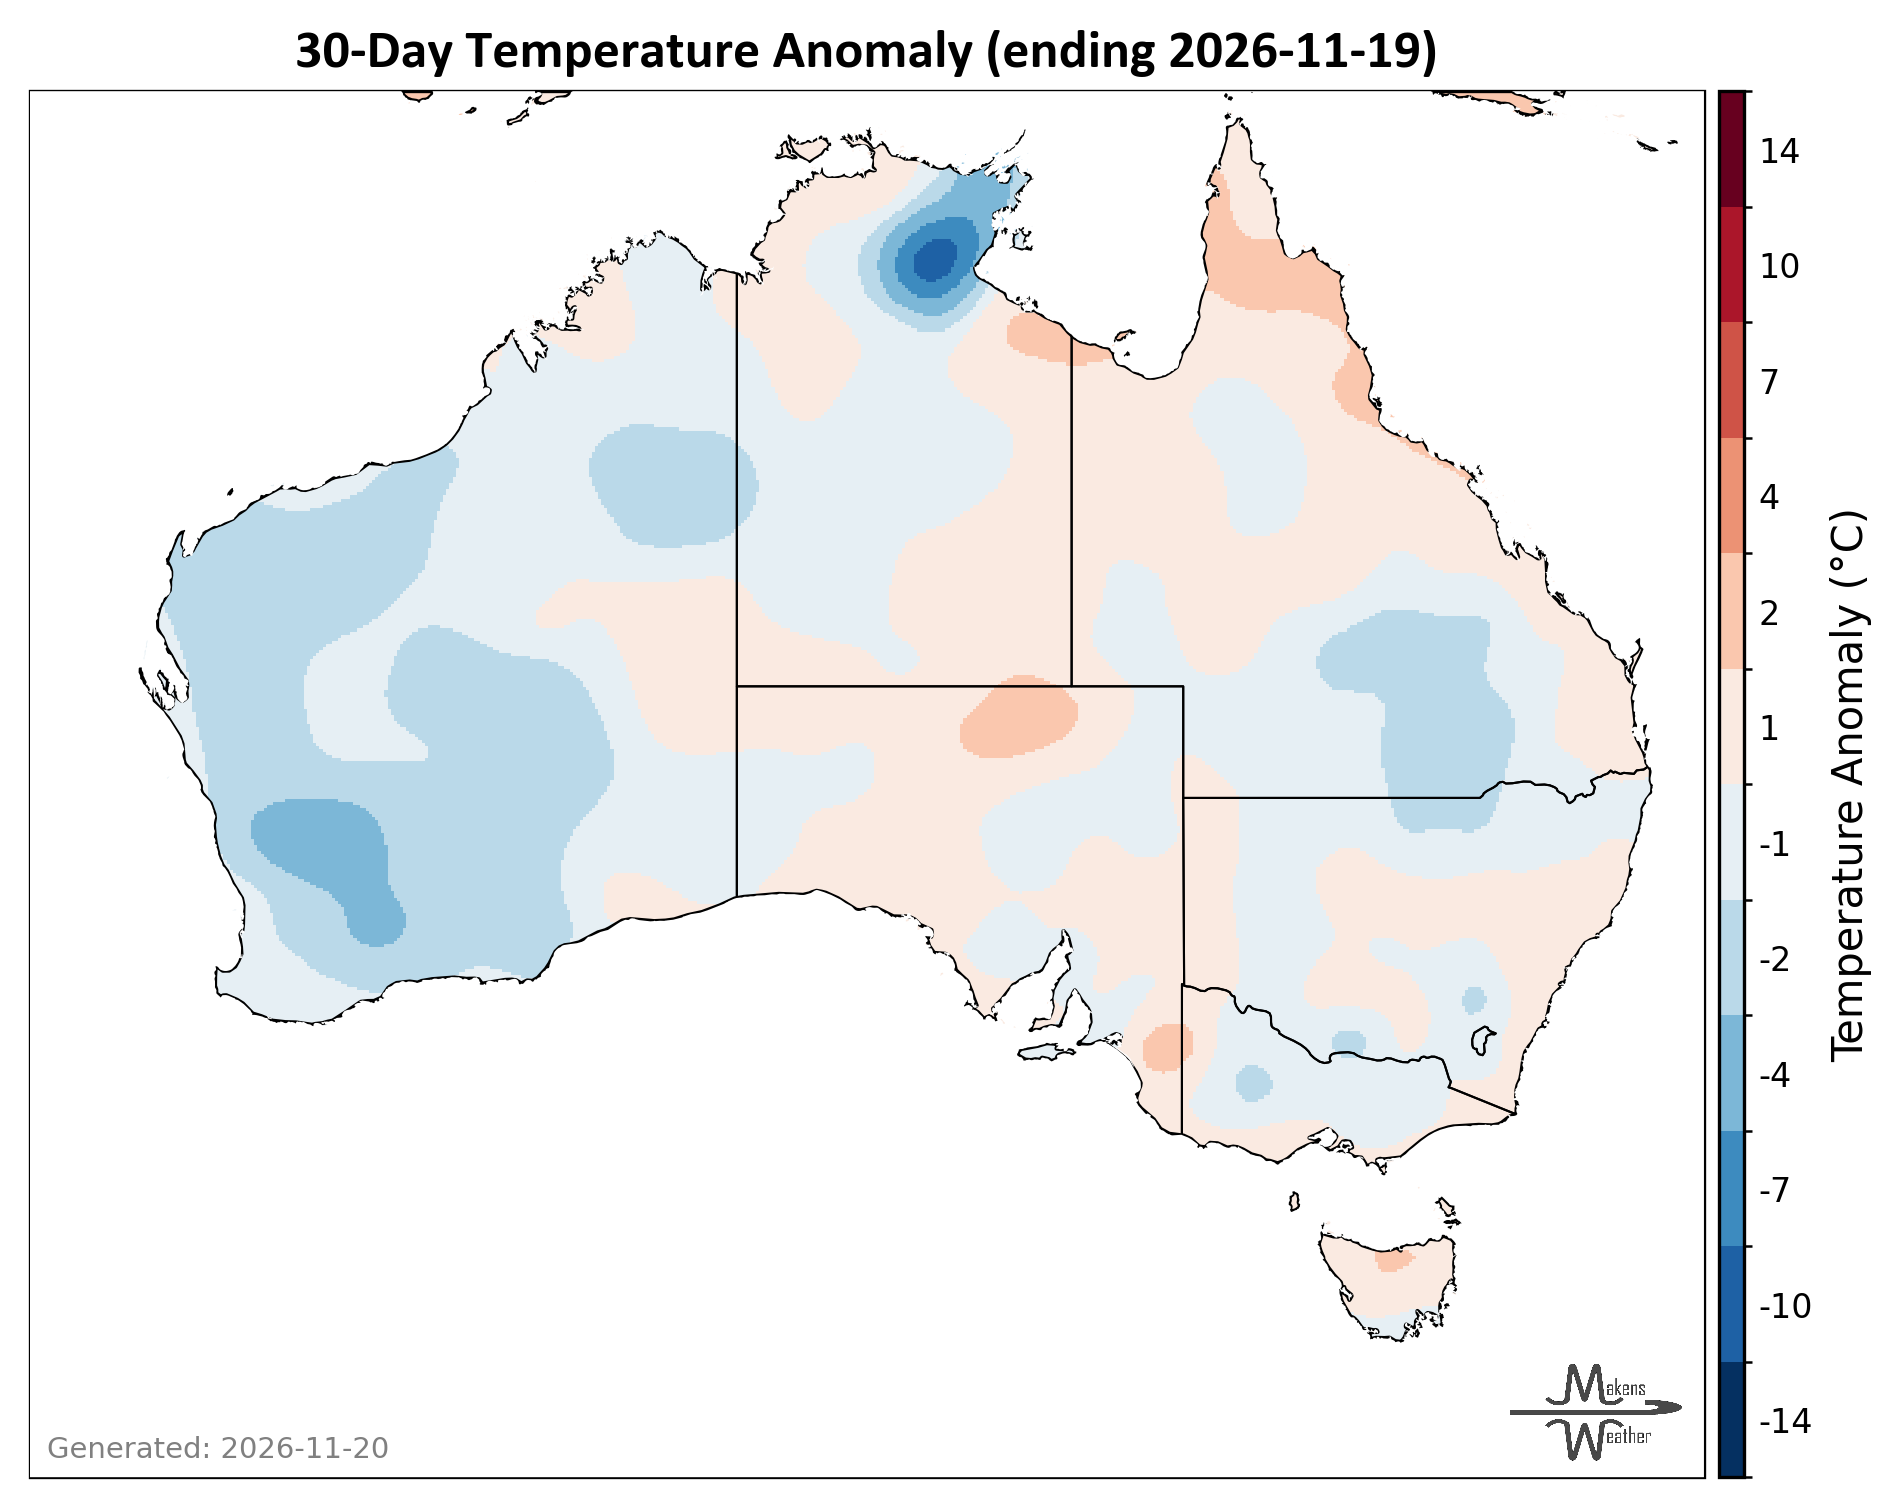 30-Day Temperature Anomaly (ending 2026-11-19)
14
10
7
4
2
1
-1
-2
-4
-7
-10
-14
Temperature Anomaly (°C)
Makens
Weather
Generated: 2026-11-20